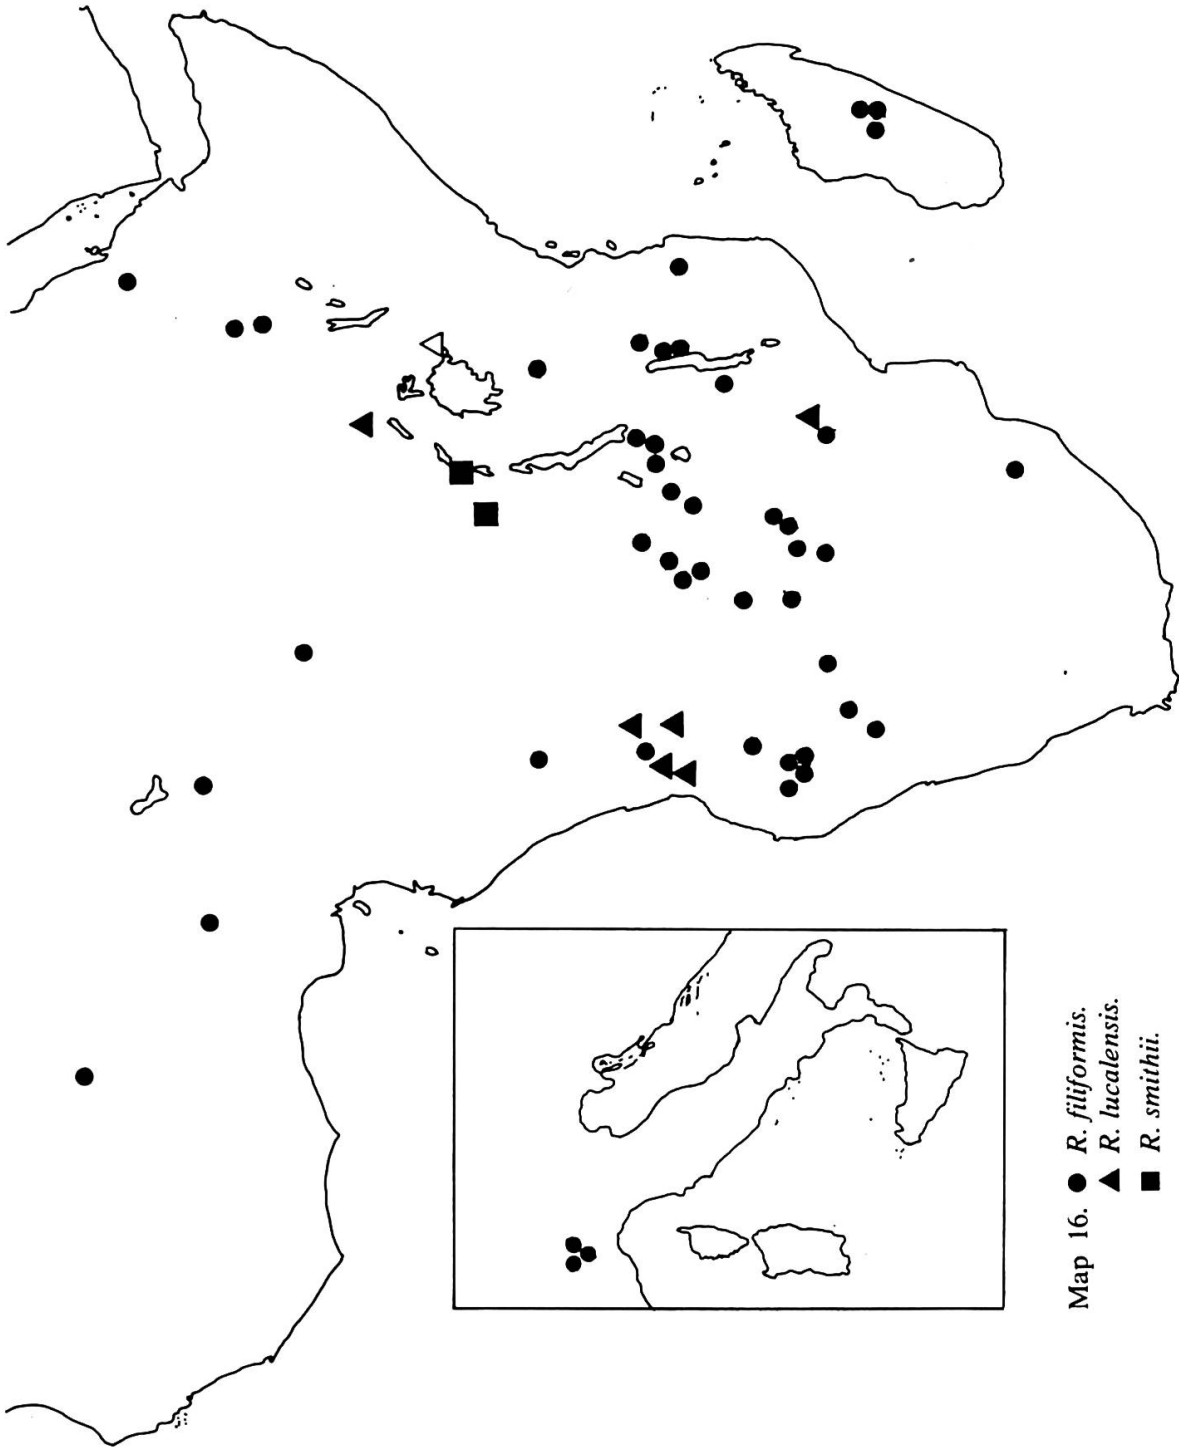 Map 16. ● R. filiformis.
▲ R. lucalensis.
■ R. smithii.